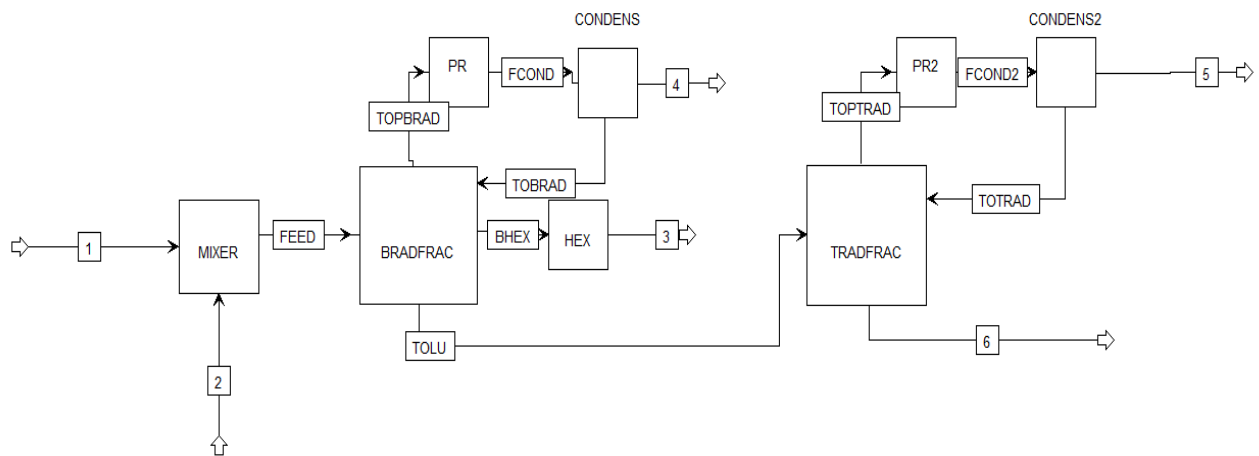 CONDENS
CONDENS2
PR
FCOND
4
PR2
FCOND2
5
TOPBRAD
TOPTRAD
TOBRAD
TOTRAD
1
MIXER
FEED
BRADFRAC
BHEX
HEX
3
TRADFRAC
TOLU
6
2